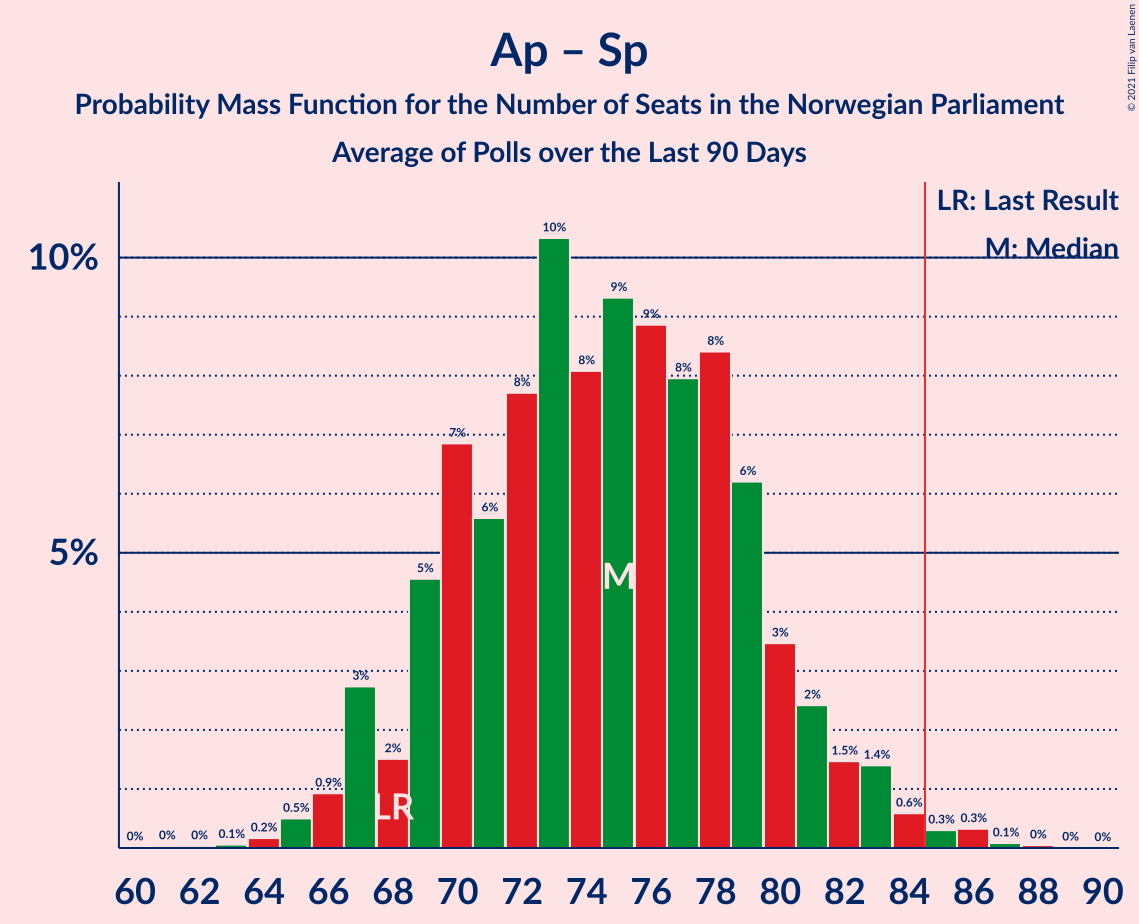 Ap – Sp
Probability Mass Function for the Number of Seats in the Norwegian Parliament
Average of Polls over the Last 90 Days
© 2021 Filip van Laenen
LR: Last Result
M: Median
10%
5%
0% 0% 0% 0.1% 0.2% 0.5% 0.9% 3% 2% 5% 7% 6% 8% 10% 8% 9% 9% 8% 8% 6% 3% 2% 1.5% 1.4% 0.6% 0.3% 0.3% 0.1% 0% 0% 0%
M
LR
60 62 64 66 68 70 72 74 76 78 80 82 84 86 88 90